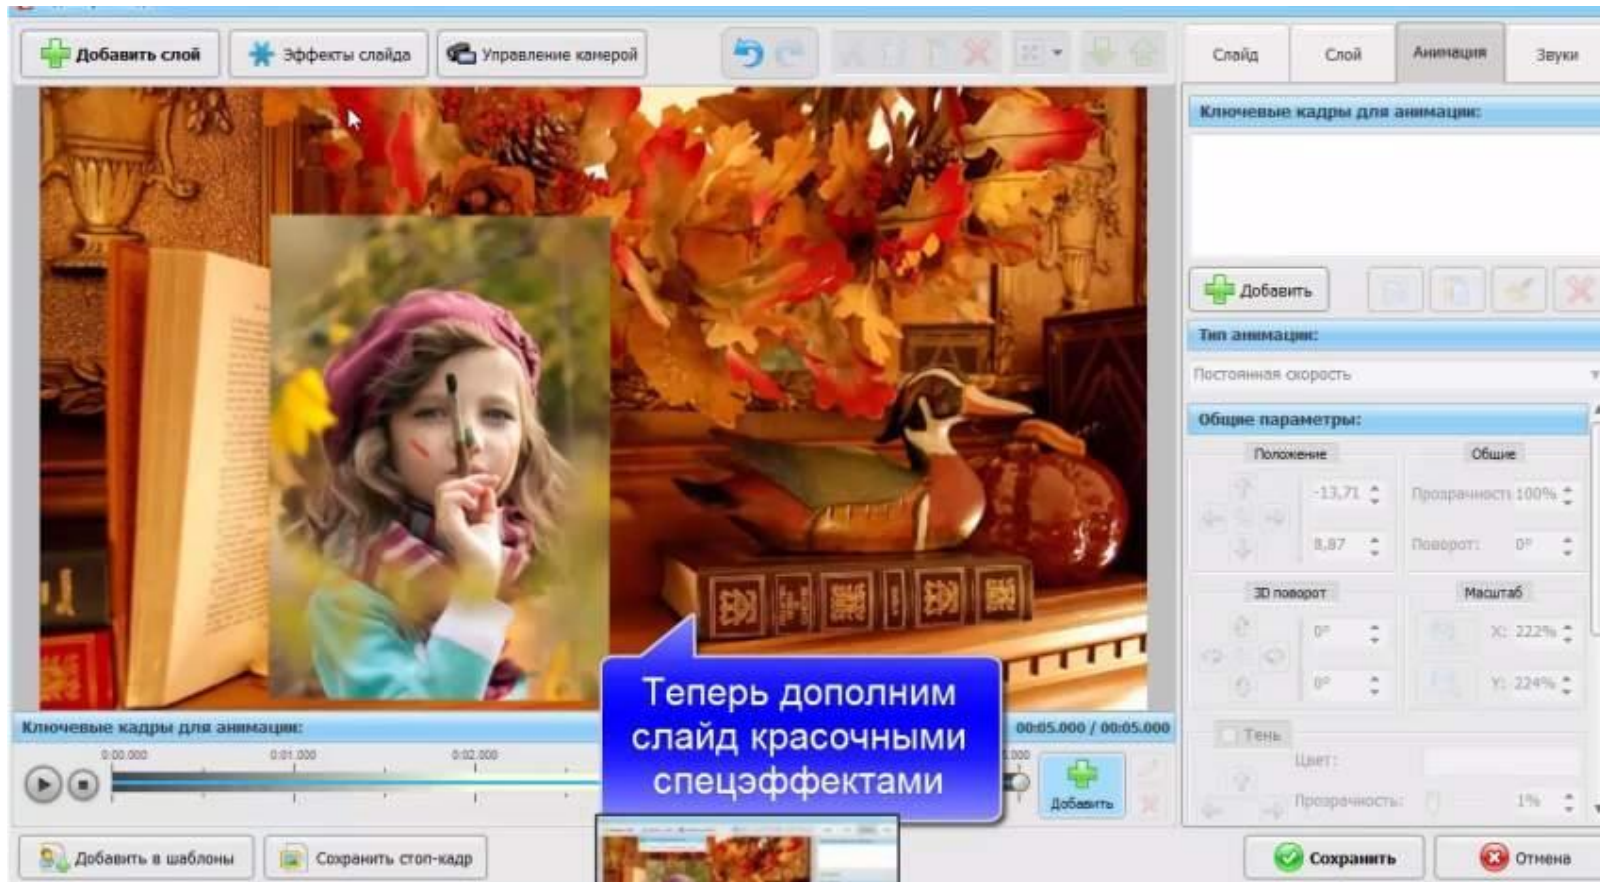 Добавить слой
Эффекты слайда
Управление камерой
Слайд
Слой
Анимация
Звуки
Ключевые кадры для анимации:
Добавить
Тип анимации:
Постоянная скорость
Общие параметры:
Положение
Общие
-13,71
Прозрачность 100%
8,87
Поворот: 0°
3D поворот
Масштаб
0°
X: 222%
0°
Y: 224%
Тень
Цвет:
Прозрачность: 1%
Теперь дополним
слайд красочными
спецэффектами
Ключевые кадры для анимации:
00:05.000 / 00:05.000
0:00.000
0:01.000
0:02.000
Добавить
Добавить в шаблоны
Сохранить стоп-кадр
Сохранить
Отмена